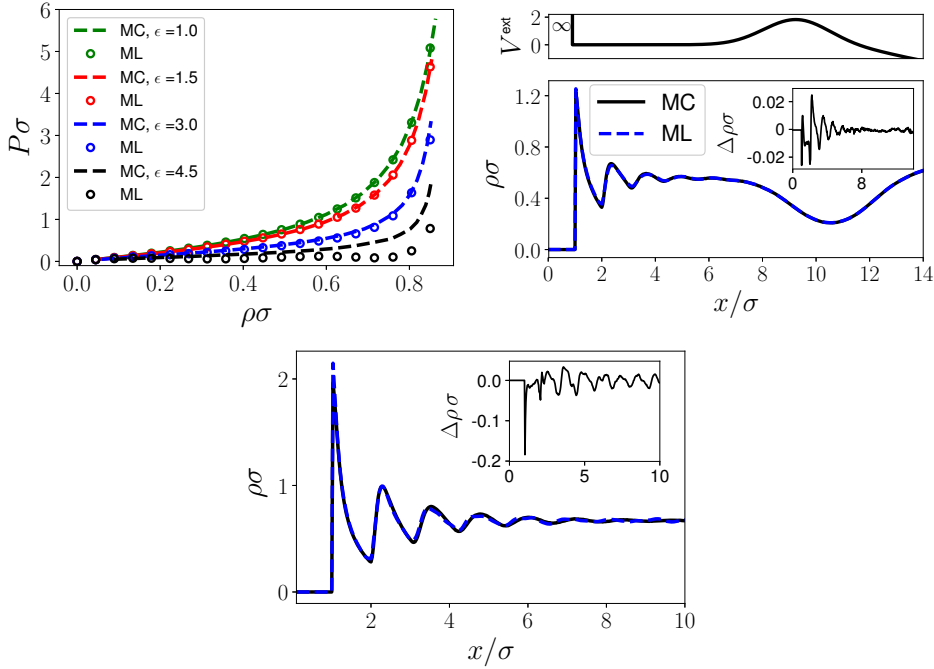 6
5
4
3
2
1
0
Pσ
0.0 0.2 0.4 0.6 0.8
ρσ
MC, ϵ =1.0
ML
MC, ϵ =1.5
ML
MC, ϵ =3.0
ML
MC, ϵ =4.5
ML
2
0
V^ext
∞
1.2
0.8
0.4
0.0
ρσ
MC
ML
0.02
0.00
-0.02
Δρσ
0 8
0 2 4 6 8 10 12 14
x/σ
2
1
0
ρσ
0.0
-0.1
-0.2
Δρσ
0 5 10
2 4 6 8 10
x/σ